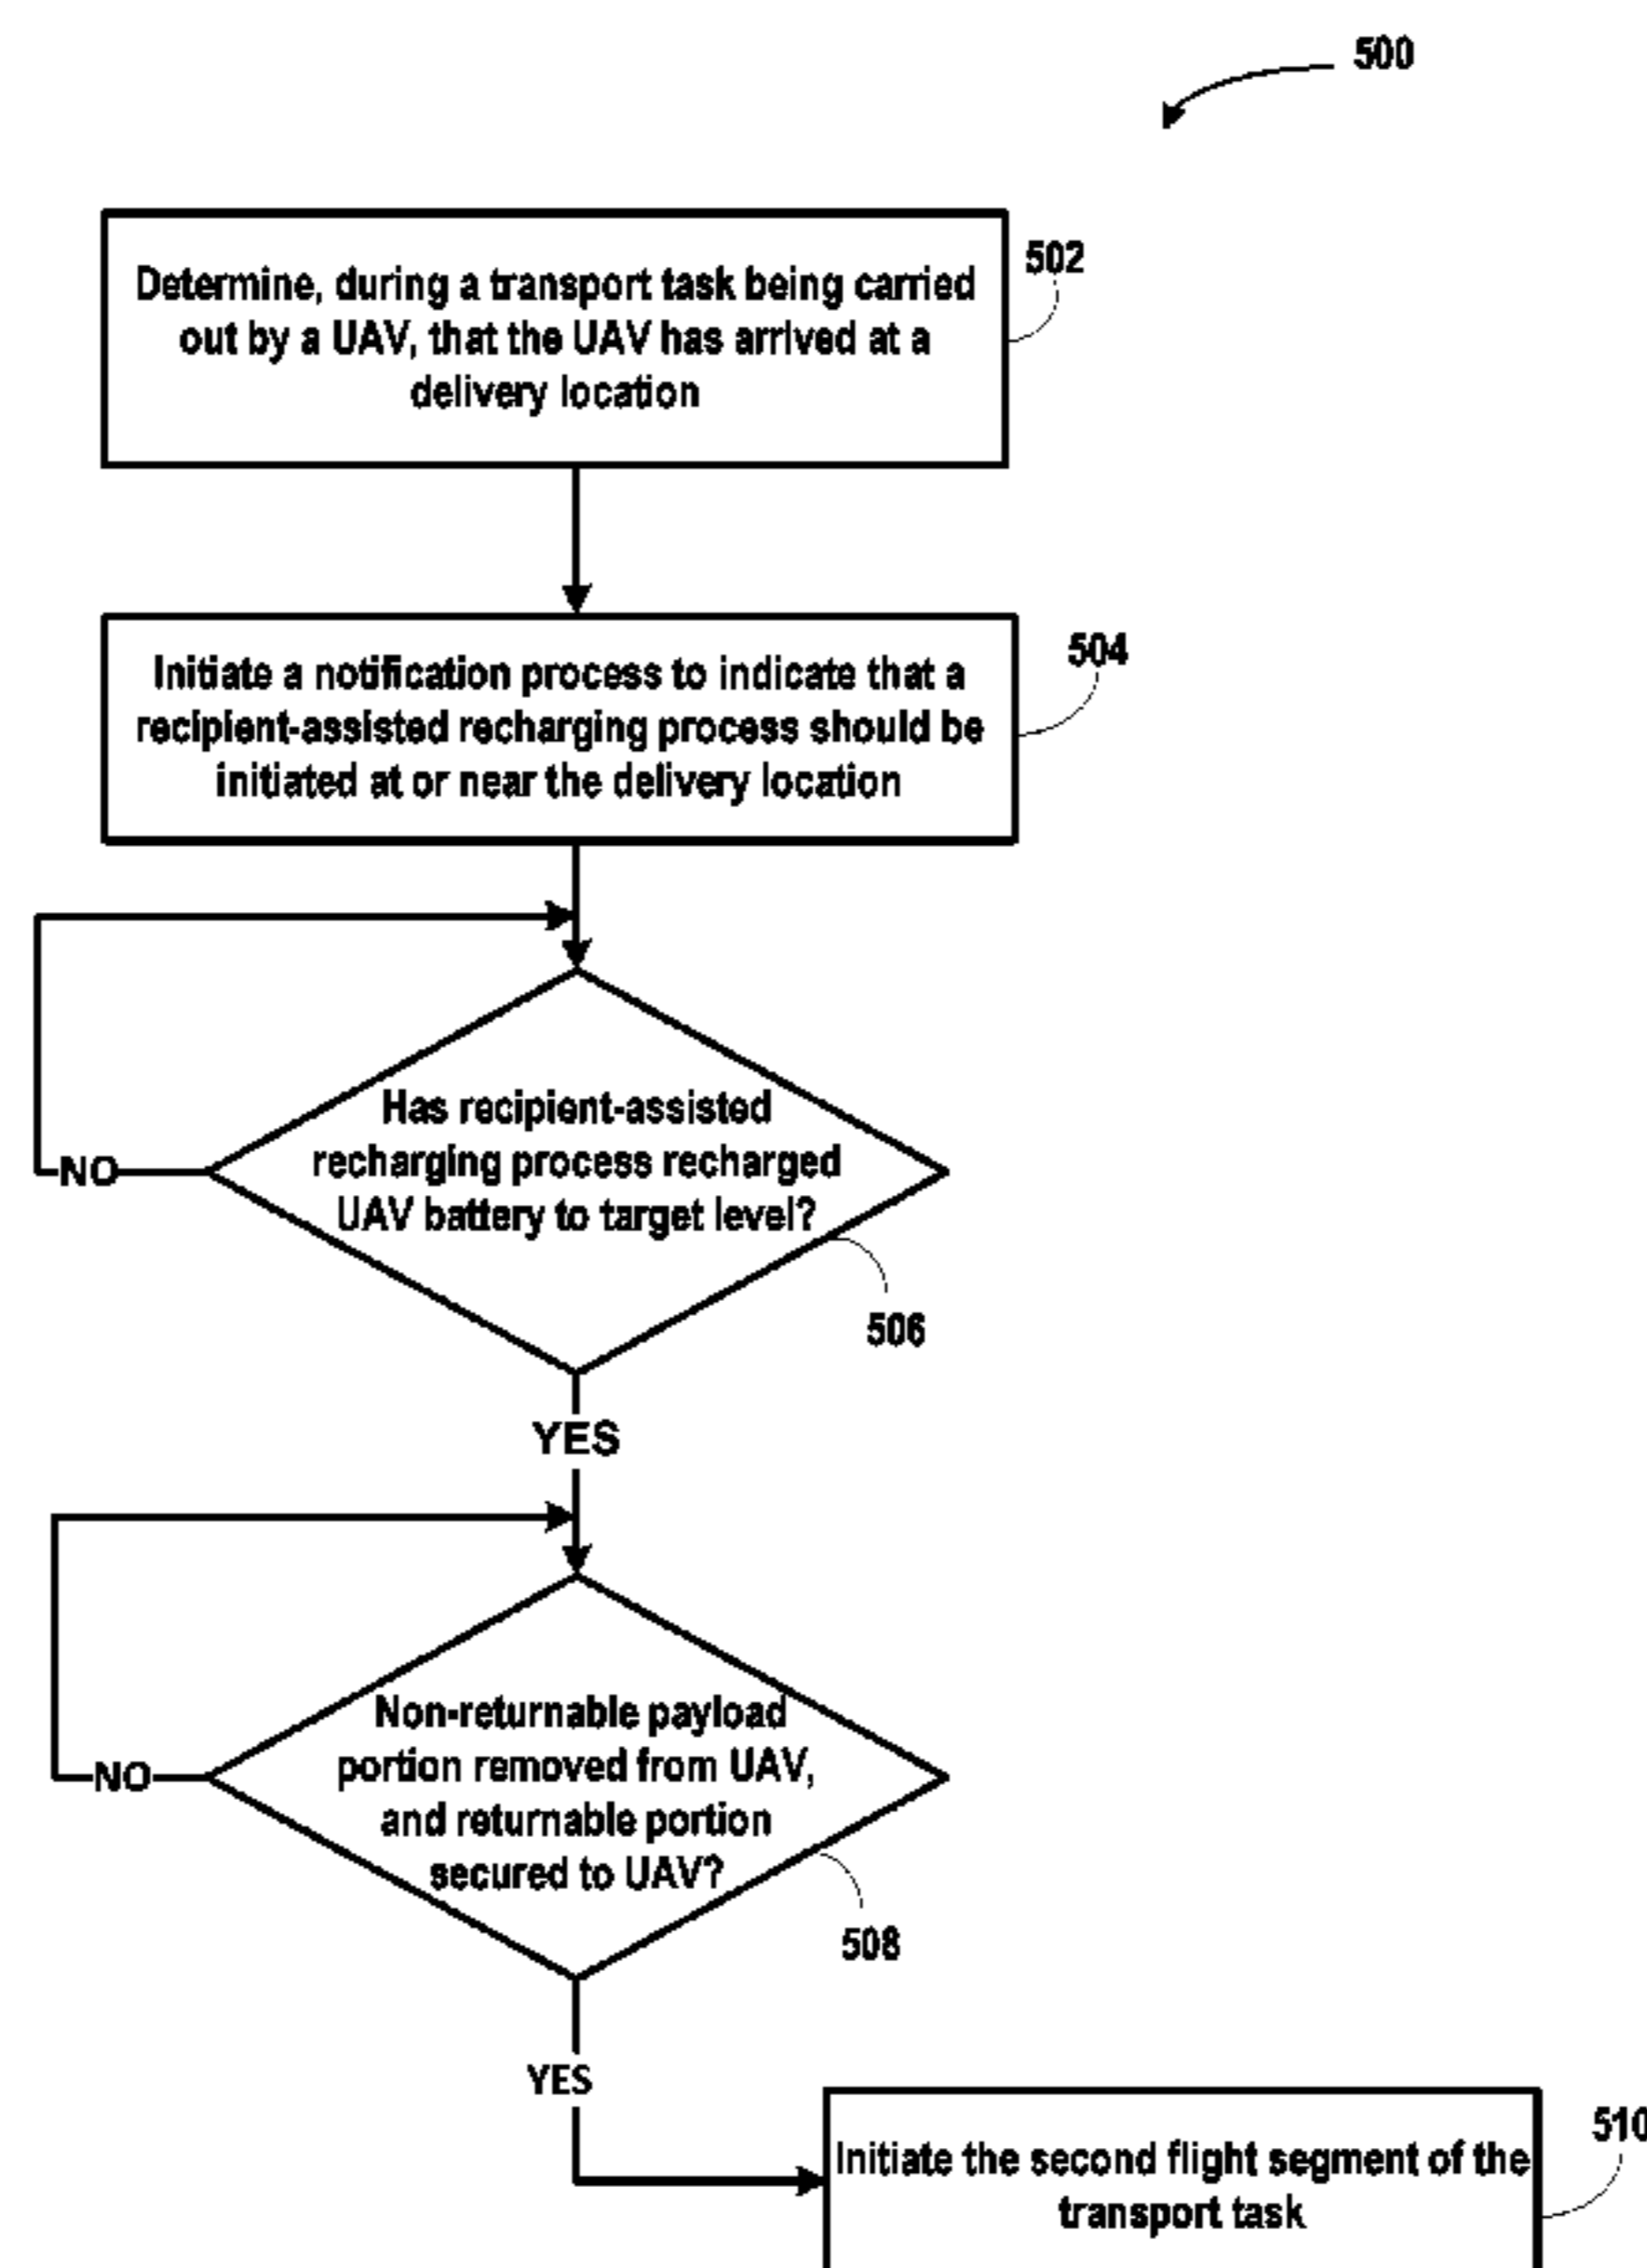 500
502
Determine, during a transport task being carried
out by a UAV, that the UAV has arrived at a
delivery location
504
Initiate a notification process to indicate that a
recipient-assisted recharging process should be
initiated at or near the delivery location
Has recipient-assisted
recharging process recharged
UAV battery to target level?
NO
506
YES
Non-returnable payload
portion removed from UAV,
and returnable portion
secured to UAV?
NO
508
YES
510
Initiate the second flight segment of the
transport task